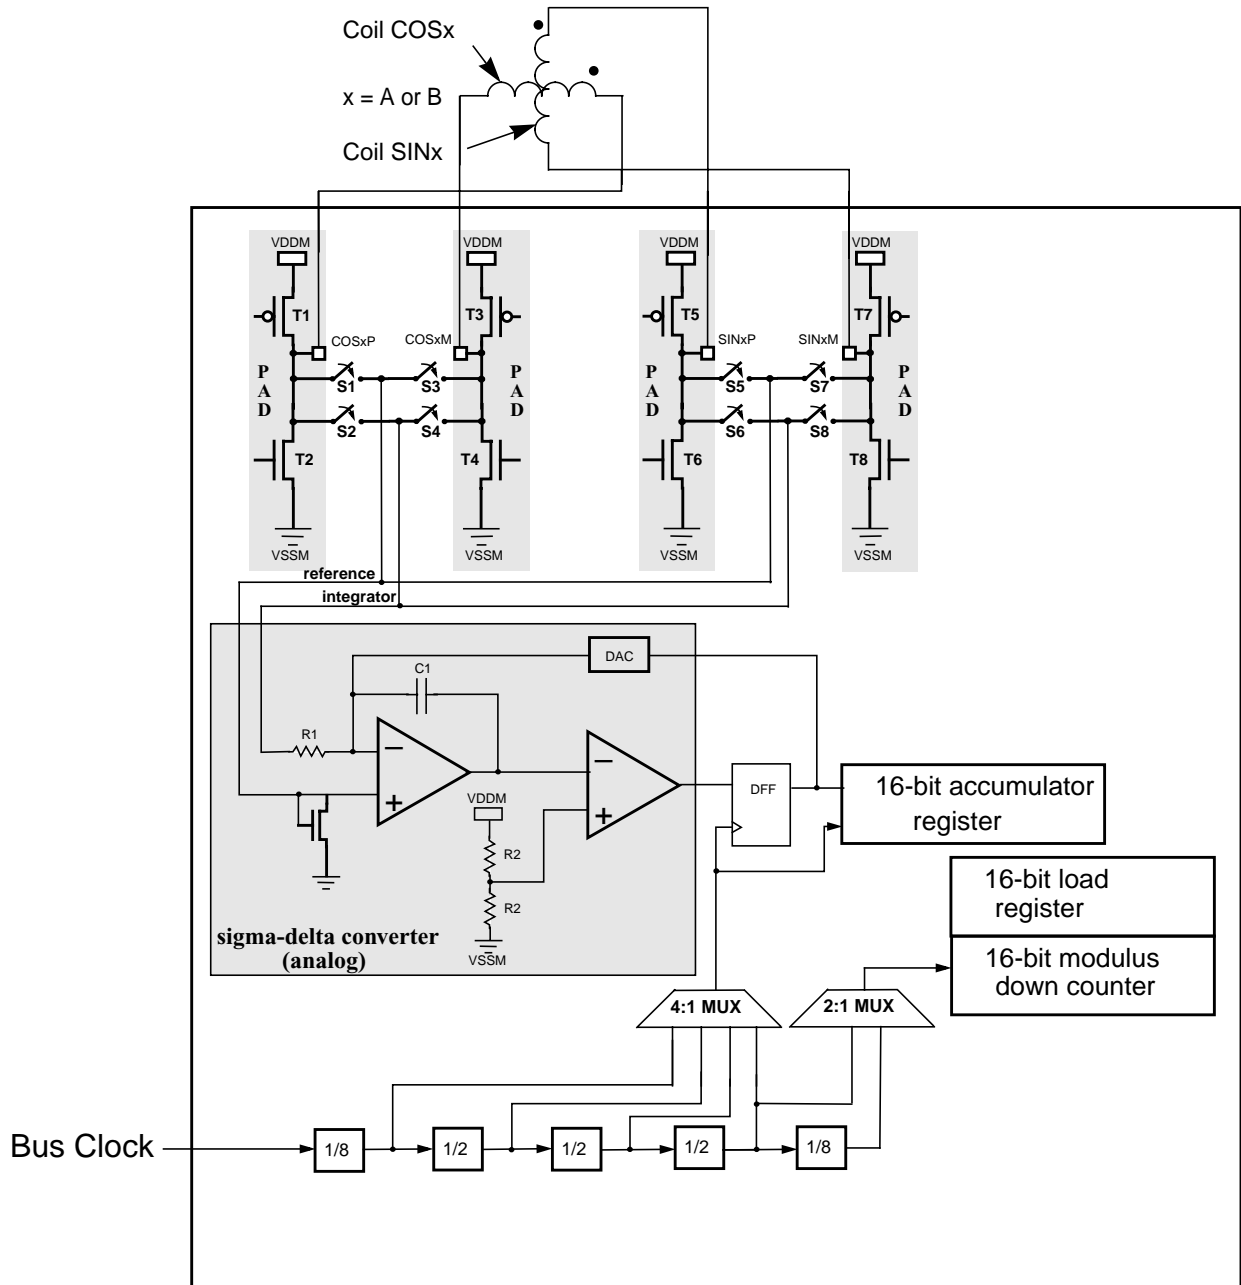 Coil COSx
x = A or B
Coil SINx
VDDM
VDDM
VDDM
VDDM
T1
T3
T5
T7
COSxP
COSxM
SINxP
SINxM
P
A
D
P
A
D
P
A
D
P
A
D
S1
S3
S5
S7
S2
S4
S6
S8
T2
T4
T6
T8
VSSM
VSSM
VSSM
VSSM
reference
integrator
DAC
C1
R1
−
+
−
+
VDDM
R2
R2
VSSM
DFF
16-bit accumulator
register
16-bit load
register
16-bit modulus
down counter
sigma-delta converter
(analog)
4:1 MUX
2:1 MUX
Bus Clock
1/8
1/2
1/2
1/2
1/8